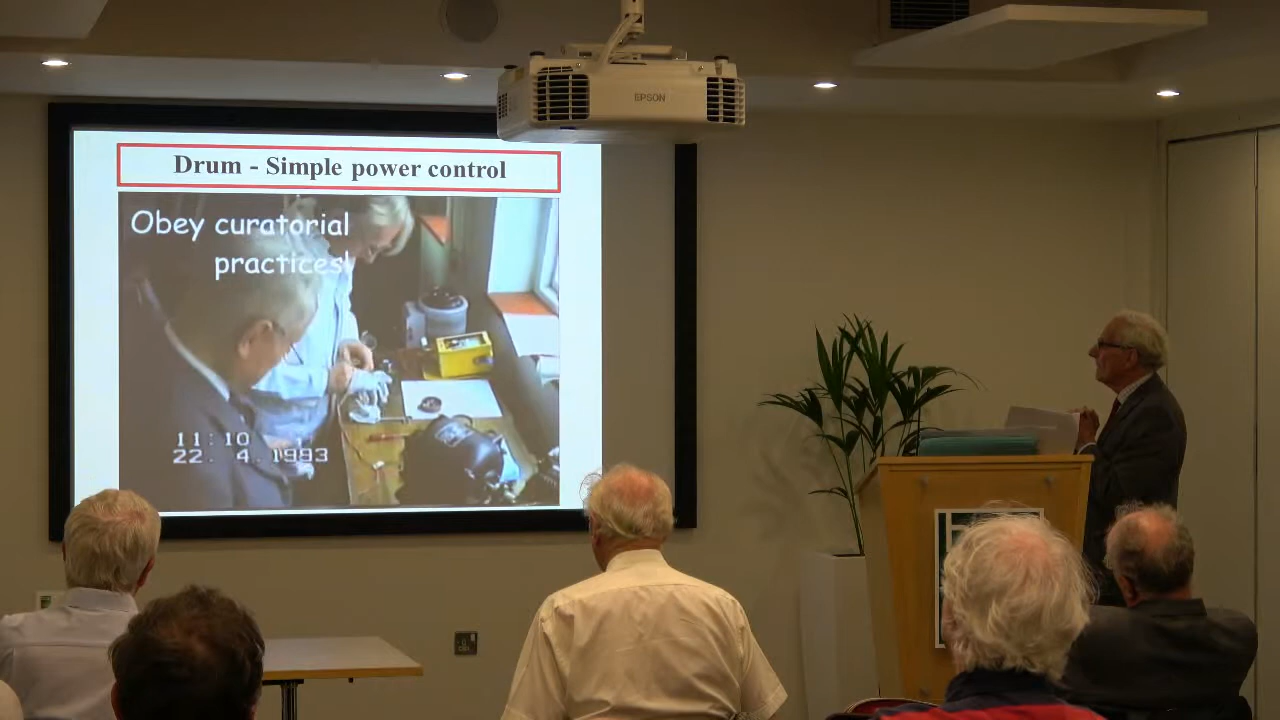 EPSON
Drum - Simple power control
Obey curatorial
practices!
11:10
22. 4.1993